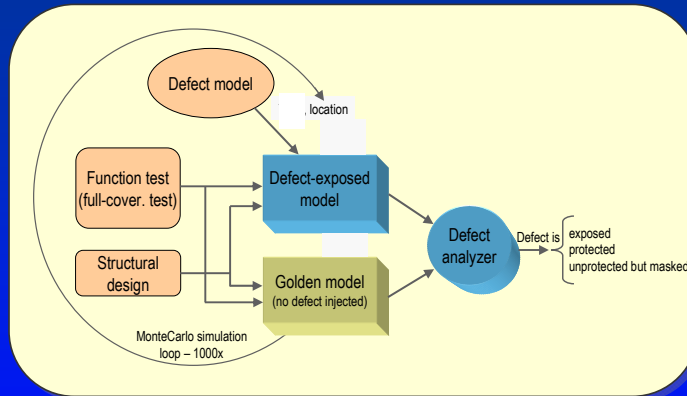 Defect model
, location
Function test
(full-cover. test)
Defect-exposed
model
Structural
design
Golden model
(no defect injected)
Defect
analyzer
Defect is
exposed
protected
unprotected but masked
MonteCarlo simulation
loop – 1000x